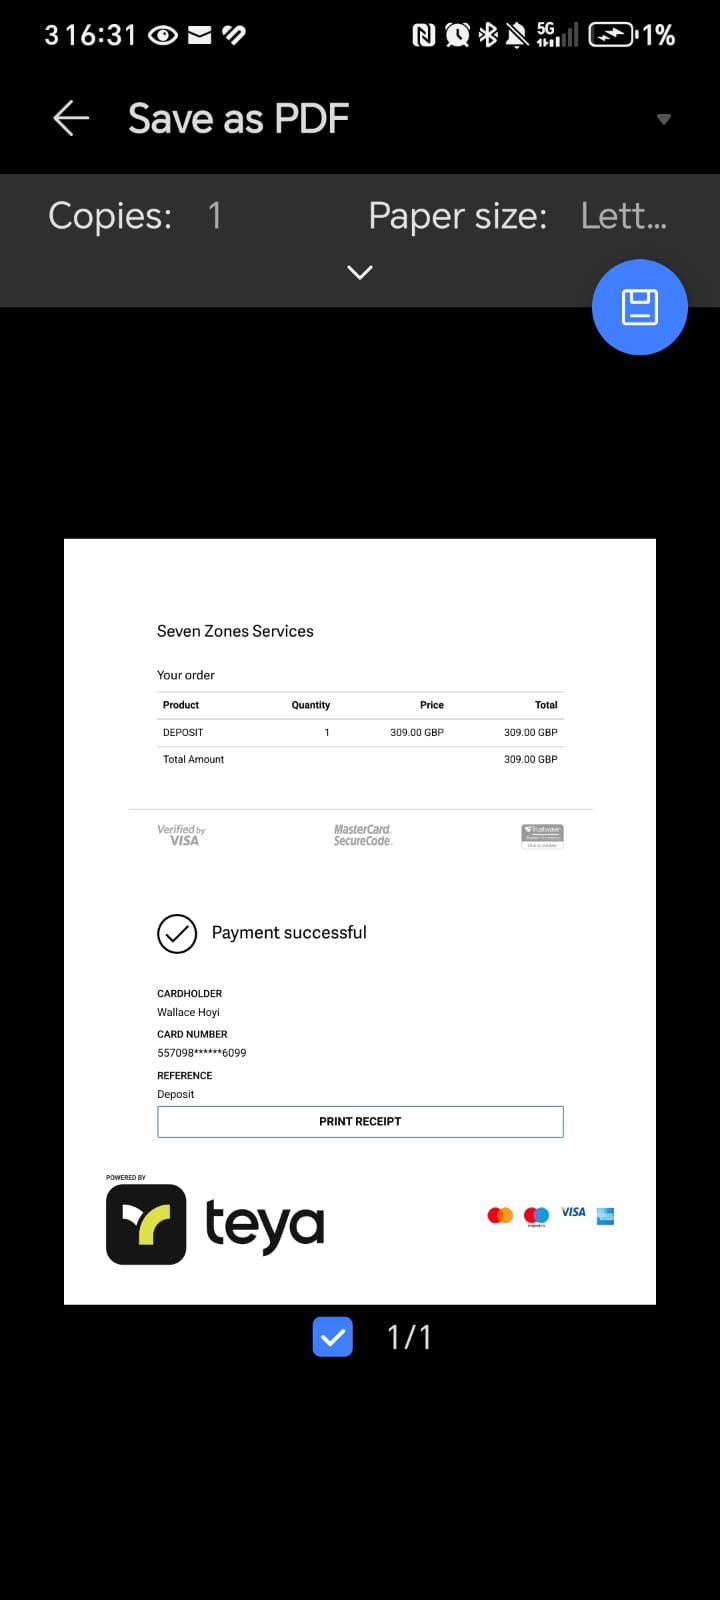 3 16:31 5G 1%
Save as PDF
Copies: 1 Paper size: Lett...
Seven Zones Services
Your order
Product Quantity Price Total
DEPOSIT 1 309.00 GBP 309.00 GBP
Total Amount 309.00 GBP
Verified by VISA
MasterCard. SecureCode.
Trustwave
Payment successful
CARDHOLDER
Wallace Hoyi
CARD NUMBER
557098******6099
REFERENCE
Deposit
PRINT RECEIPT
POWERED BY
teya
maestro VISA
1/1